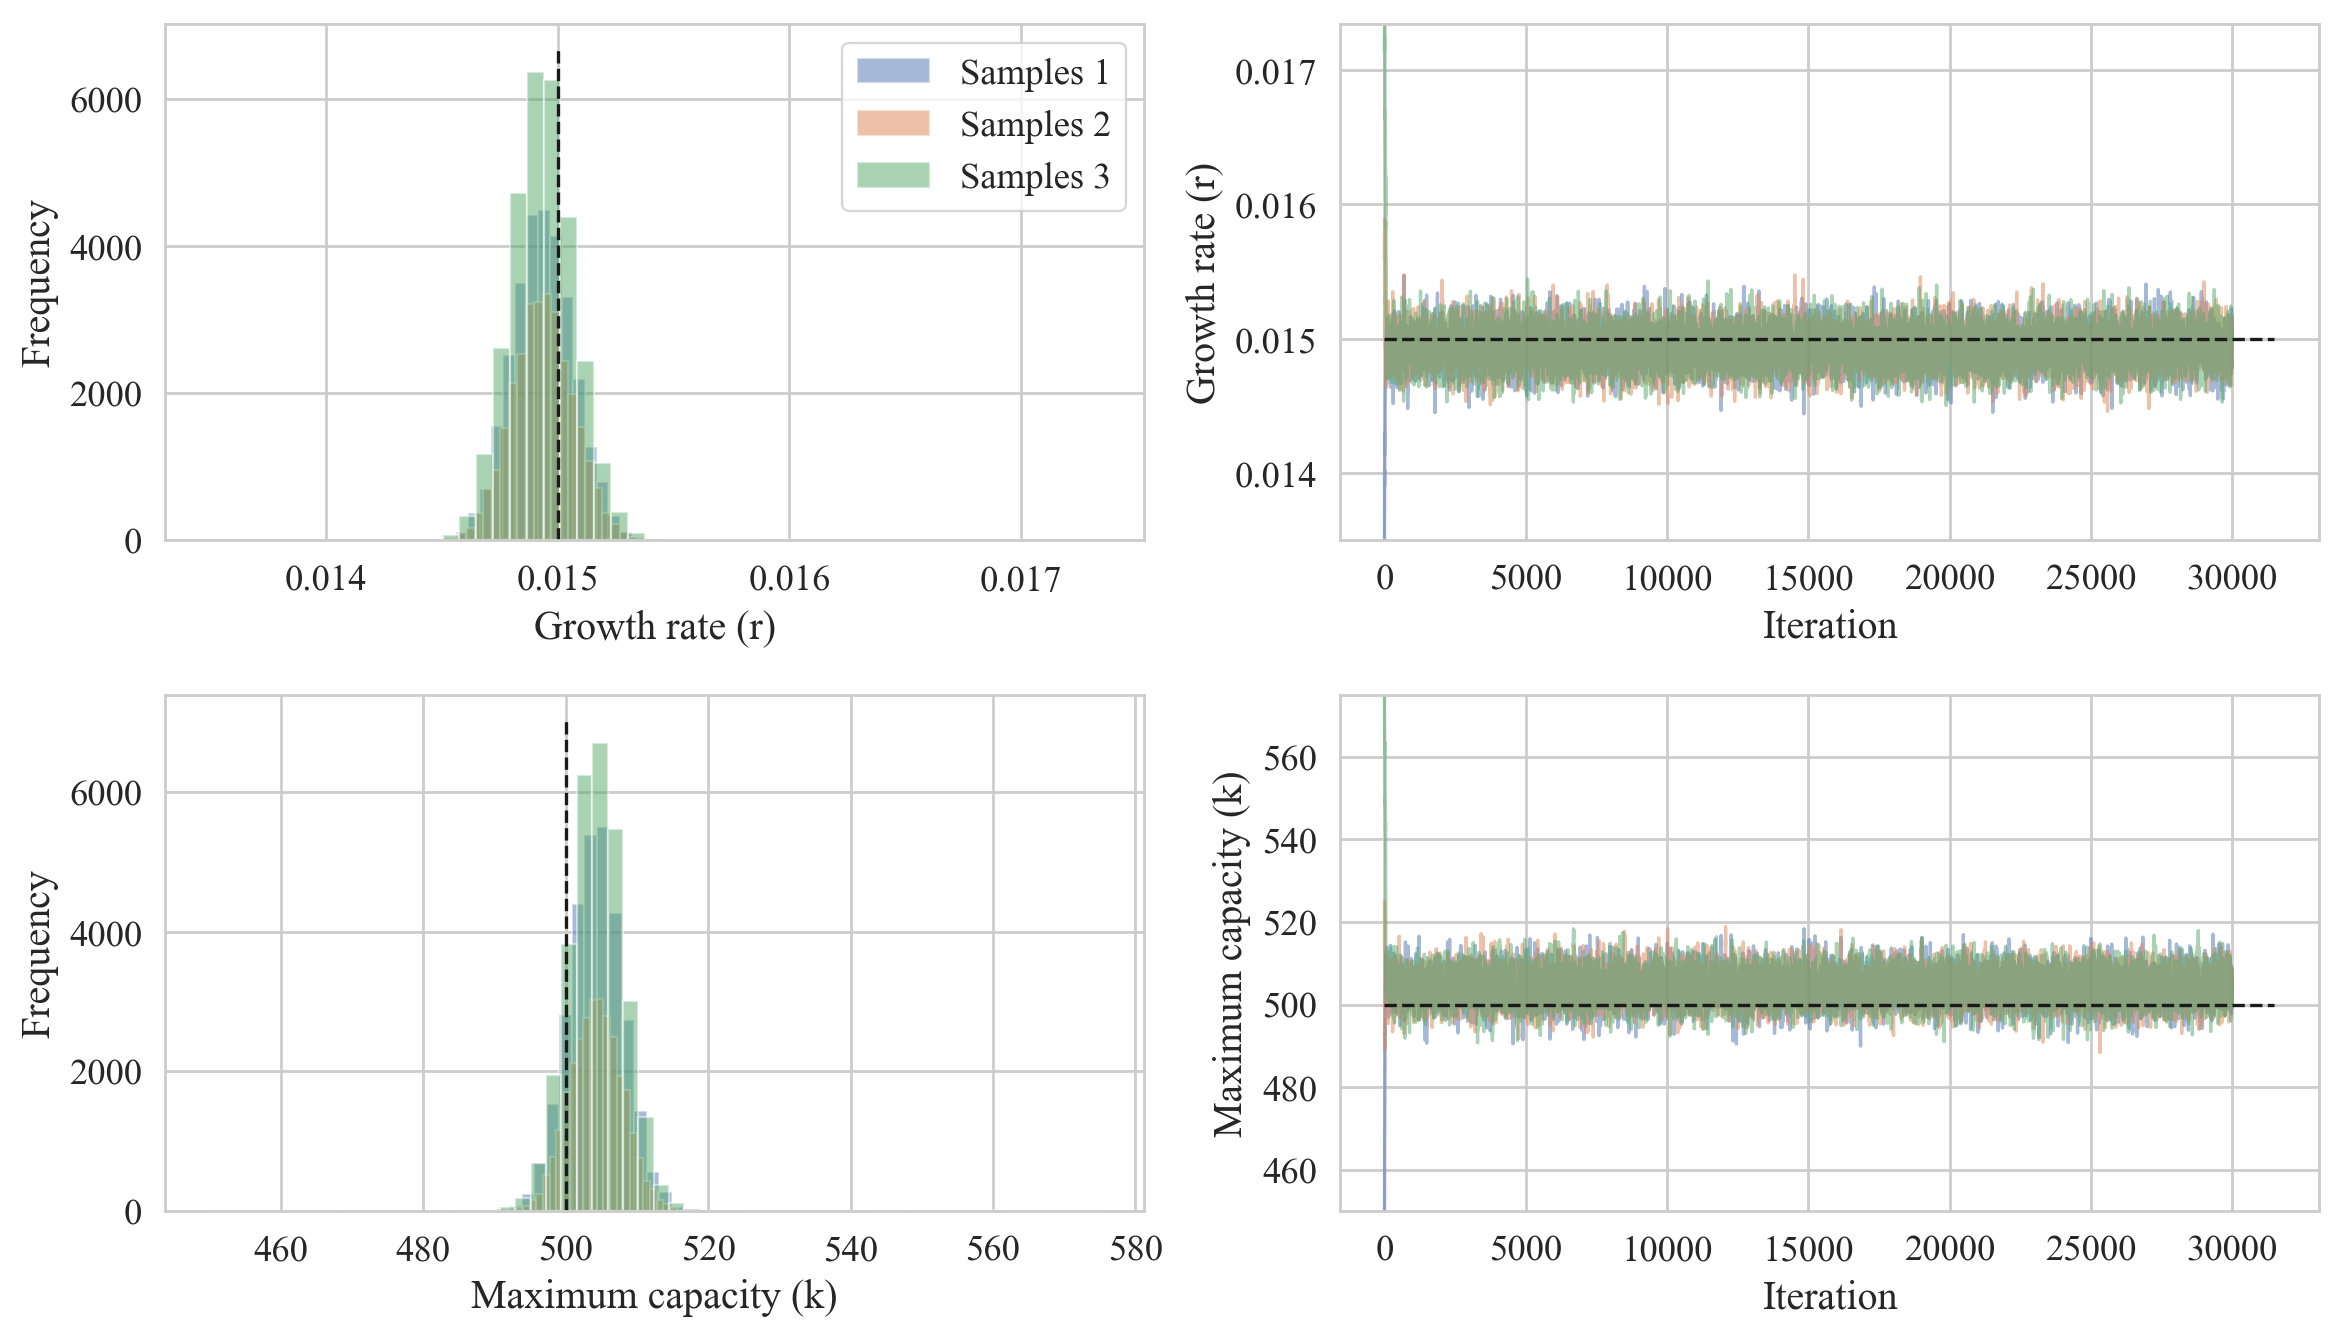 Samples 1
Samples 2
Samples 3
Frequency
6000
4000
2000
0
0.014 0.015 0.016 0.017
Growth rate (r)
Growth rate (r)
0.017
0.016
0.015
0.014
0 5000 10000 15000 20000 25000 30000
Iteration
Frequency
6000
4000
2000
0
460 480 500 520 540 560 580
Maximum capacity (k)
Maximum capacity (k)
560
540
520
500
480
460
0 5000 10000 15000 20000 25000 30000
Iteration